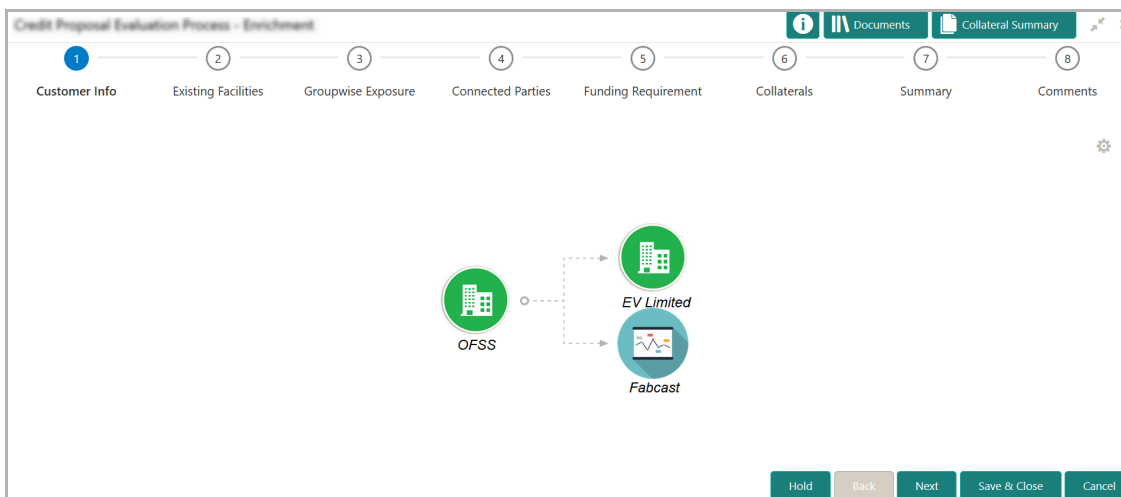 Credit Proposal Evaluation Process - Enrichment
Documents
Collateral Summary
1 2 3 4 5 6 7 8
Customer Info Existing Facilities Groupwise Exposure Connected Parties Funding Requirement Collaterals Summary Comments
EV Limited
OFSS
Fabcast
Hold Back Next Save & Close Cancel